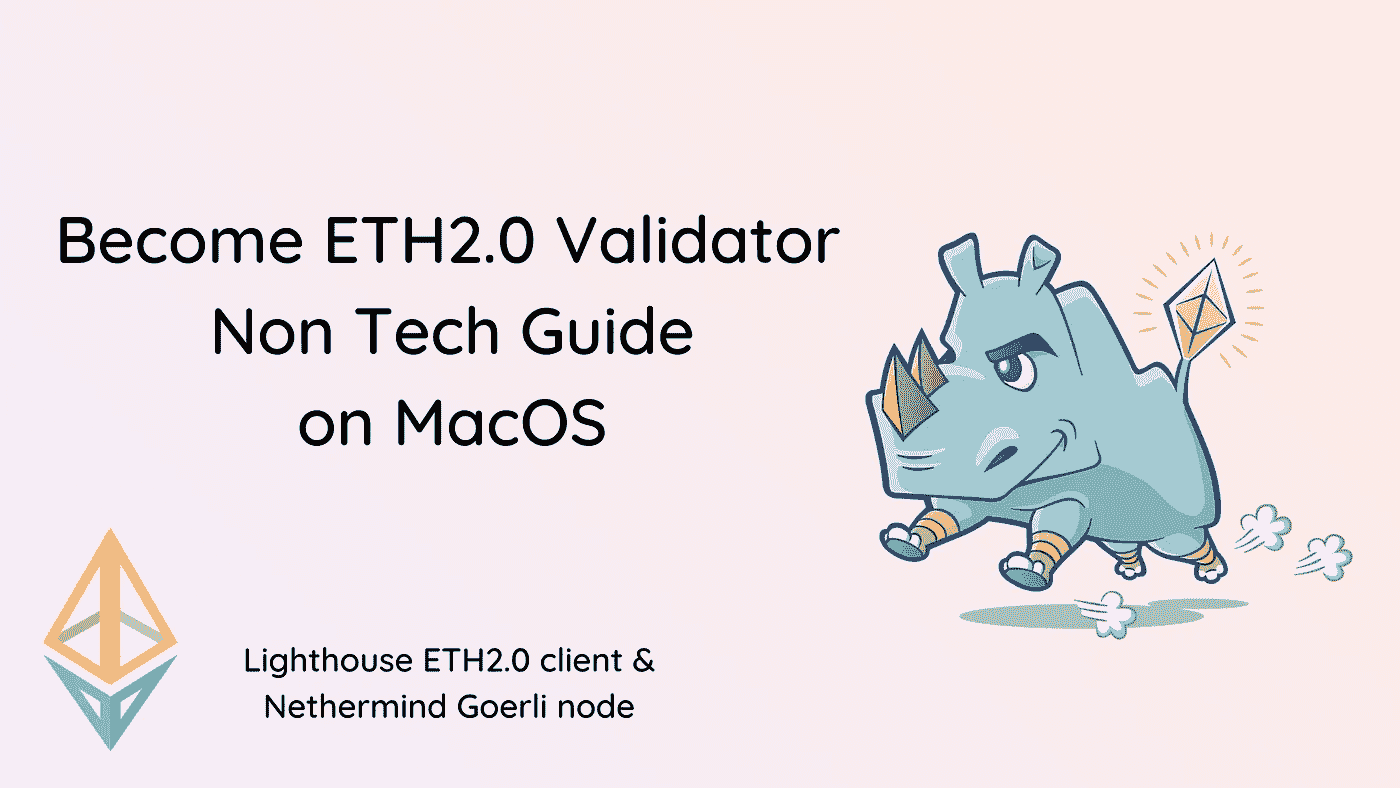 Become ETH2.0 Validator
Non Tech Guide
on MacOS
Lighthouse ETH2.0 client &
Nethermind Goerli node